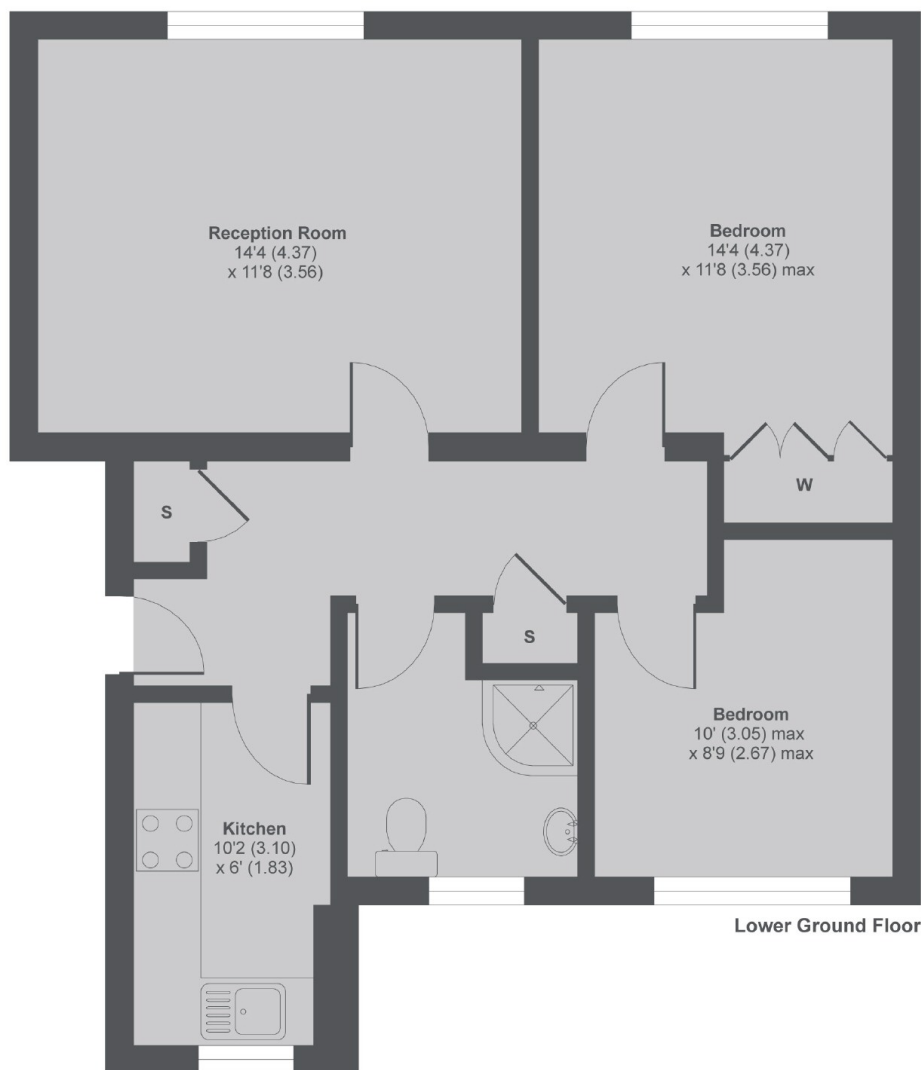 Reception Room
14'4 (4.37)
x 11'8 (3.56)
Bedroom
14'4 (4.37)
x 11'8 (3.56) max
S
W
S
Bedroom
10' (3.05) max
x 8'9 (2.67) max
Kitchen
10'2 (3.10)
x 6' (1.83)
Lower Ground Floor